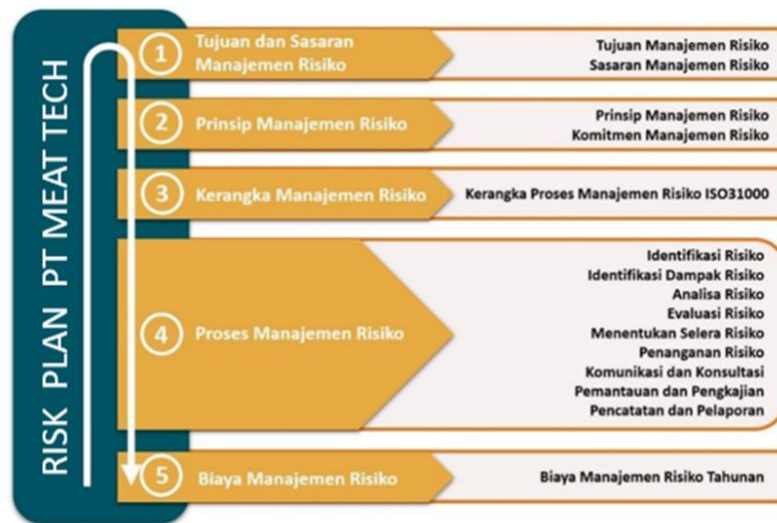 RISK PLAN PT MEAT TECH
1
Tujuan dan Sasaran
Manajemen Risiko
Tujuan Manajemen Risiko
Sasaran Manajemen Risiko
2
Prinsip Manajemen Risiko
Prinsip Manajemen Risiko
Komitmen Manajemen Risiko
3
Kerangka Manajemen Risiko
Kerangka Proses Manajemen Risiko ISO31000
4
Proses Manajemen Risiko
Identifikasi Risiko
Identifikasi Dampak Risiko
Analisa Risiko
Evaluasi Risiko
Menentukan Selera Risiko
Penanganan Risiko
Komunikasi dan Konsultasi
Pemantauan dan Pengkajian
Pencatatan dan Pelaporan
5
Biaya Manajemen Risiko
Biaya Manajemen Risiko Tahunan